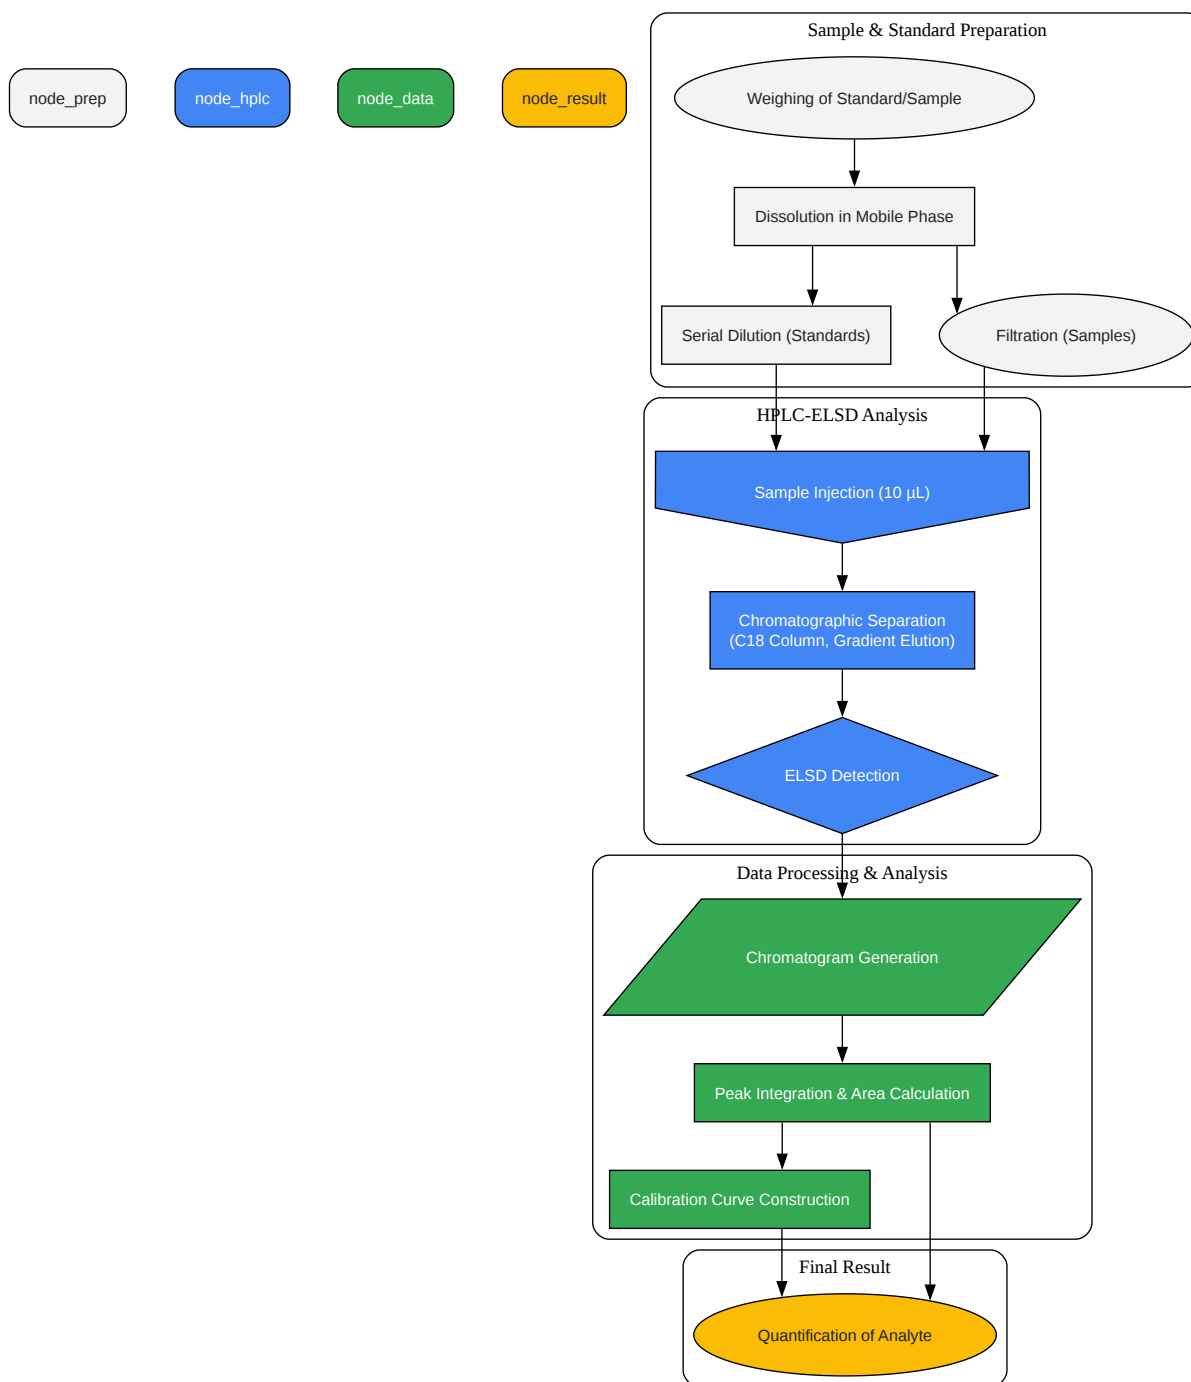 Sample & Standard Preparation
node_prep
node_hplc
node_data
node_result
Weighing of Standard/Sample
Dissolution in Mobile Phase
Serial Dilution (Standards)
Filtration (Samples)
HPLC-ELSD Analysis
Sample Injection (10 µL)
Chromatographic Separation
(C18 Column, Gradient Elution)
ELSD Detection
Data Processing & Analysis
Chromatogram Generation
Peak Integration & Area Calculation
Calibration Curve Construction
Final Result
Quantification of Analyte